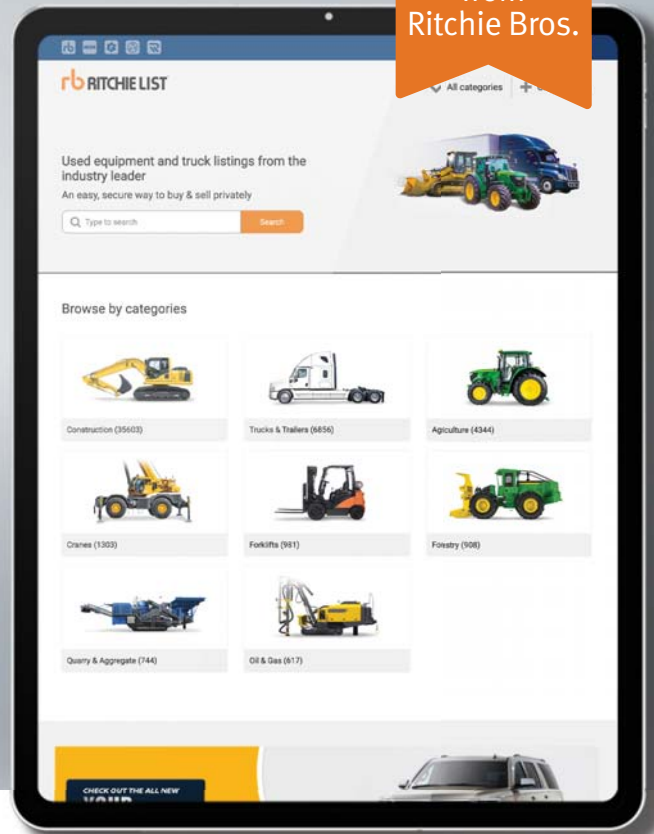 from
Ritchie Bros.
rb RITCHIE LIST
All categories
Used equipment and truck listings from the
industry leader
An easy, secure way to buy & sell privately
Type to search
Search
Browse by categories
Construction (35603)
Trucks & Trailers (6856)
Agiculture (4344)
Cranes (1303)
Forklifts (981)
Forestry (908)
Quarry & Aggregate (744)
Oil & Gas (617)
CHECK OUT THE ALL NEW